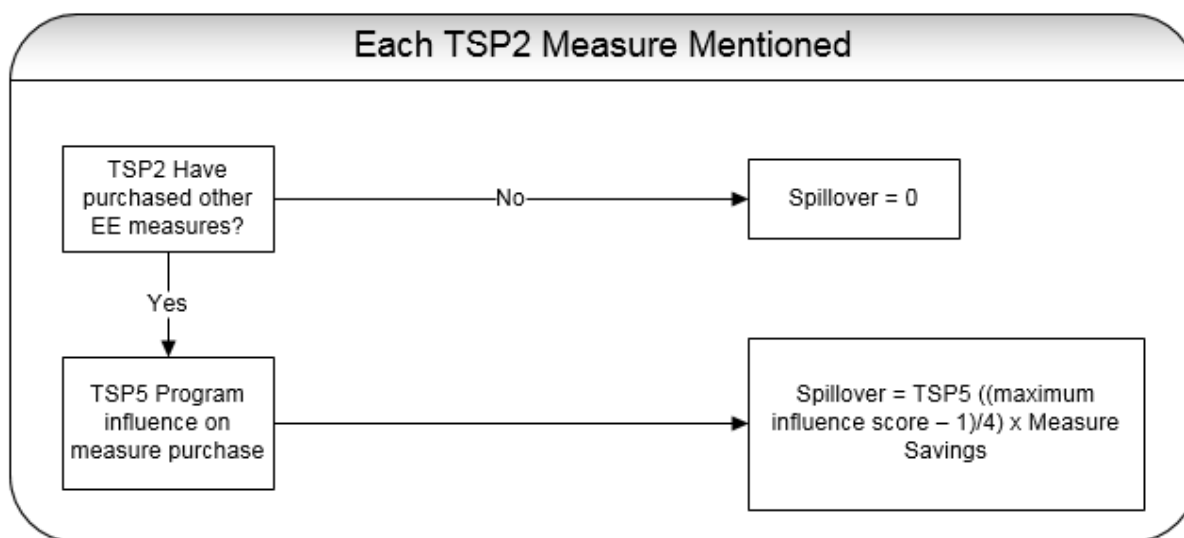 Each TSP2 Measure Mentioned
TSP2 Have
purchased other
EE measures?
No
Spillover = 0
Yes
TSP5 Program
influence on
measure purchase
Spillover = TSP5 ((maximum
influence score – 1)/4) x Measure
Savings